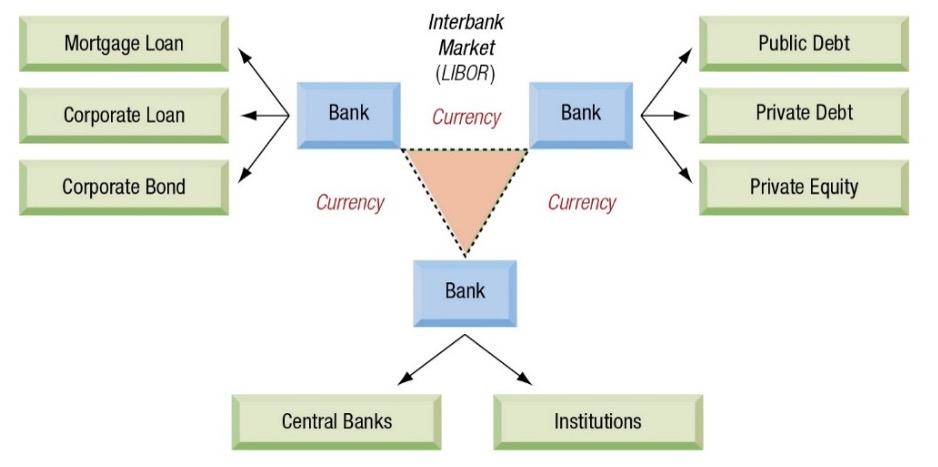 Interbank
Market
(LIBOR)
Mortgage Loan
Corporate Loan
Corporate Bond
Bank
Currency
Bank
Public Debt
Private Debt
Private Equity
Currency
Currency
Bank
Central Banks
Institutions